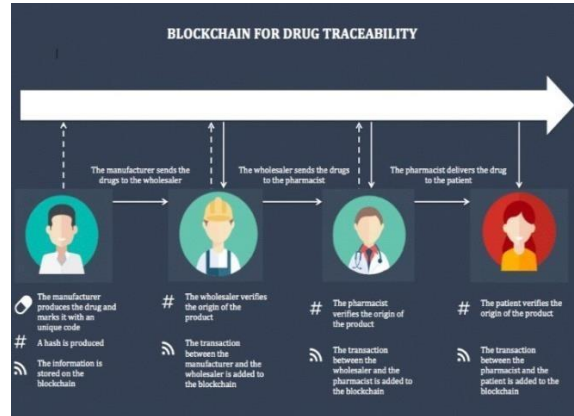 BLOCKCHAIN FOR DRUG TRACEABILITY
The manufacturer sends the
drugs to the wholesaler
The wholesaler sends the drugs
to the pharmacist
The pharmacist delivers the drug
to the patient
The manufacturer
produces the drug and
marks it with an
unique code
# A hash is produced
The information is
stored on the
blockchain
# The wholesaler verifies
the origin of the
product
The transaction
between the
manufacturer and the
wholesaler is added to
the blockchain
# The pharmacist
verifies the origin of
the product
The transaction
between the
wholesaler and the
pharmacist is added to
the blockchain
# The patient verifies the
origin of the product
The transaction
between the
pharmacist and the
patient is added to the
blockchain